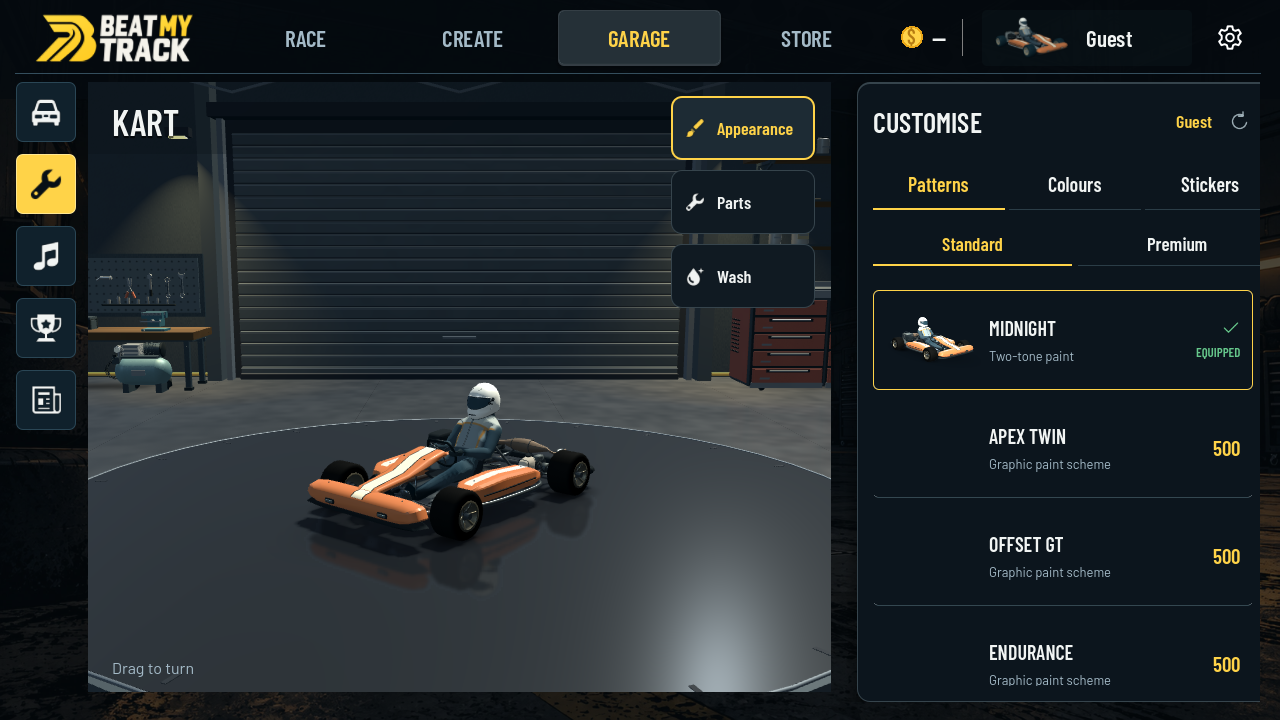 BEATMY
TRACK
RACE
CREATE
GARAGE
STORE
–
Guest
KART
Appearance
Parts
Wash
Drag to turn
CUSTOMISE
Guest
Patterns
Colours
Stickers
Standard
Premium
MIDNIGHT
Two-tone paint
EQUIPPED
APEX TWIN
Graphic paint scheme
500
OFFSET GT
Graphic paint scheme
500
ENDURANCE
Graphic paint scheme
500